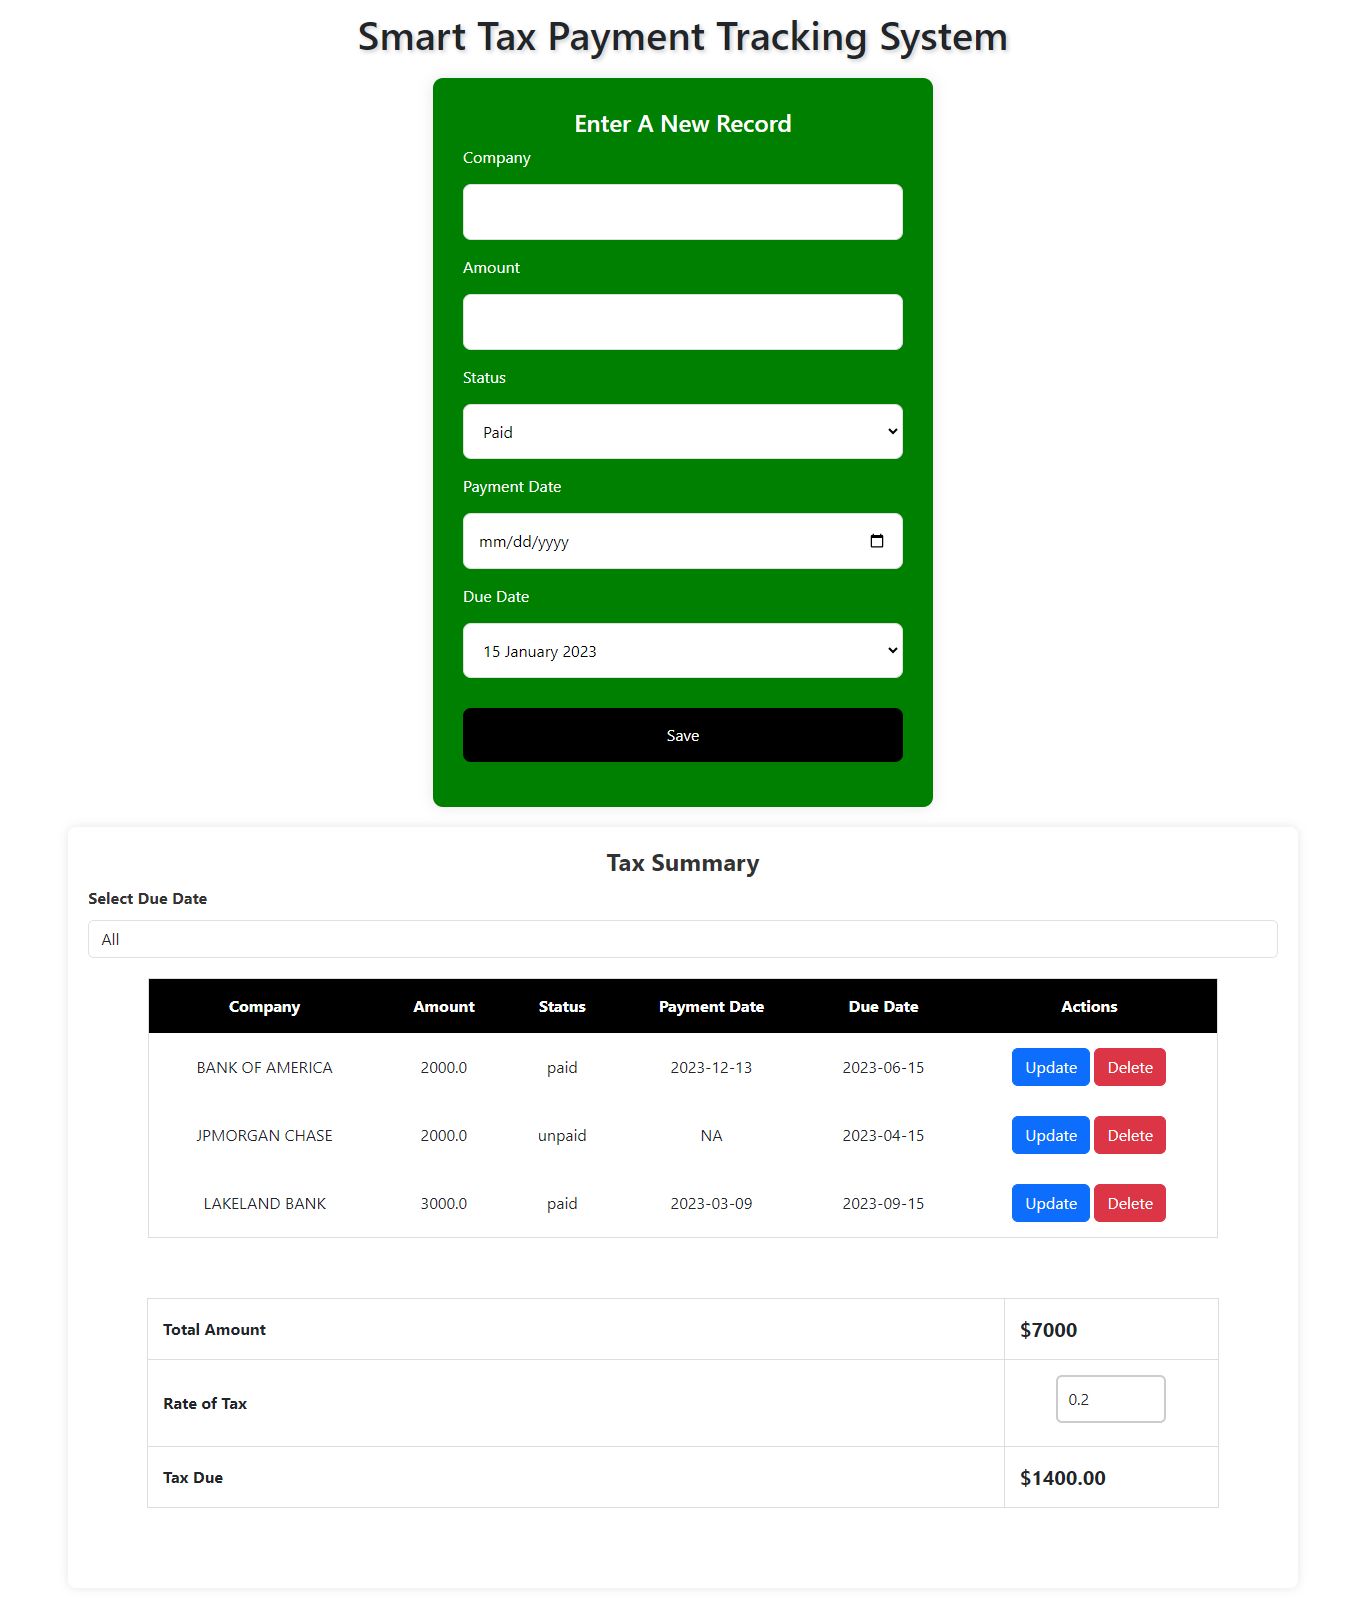 Smart Tax Payment Tracking System
Enter A New Record
Company
Amount
Status
Paid
Payment Date
mm/dd/yyyy
Due Date
15 January 2023
Save
Tax Summary
Select Due Date
All
Company Amount Status Payment Date Due Date Actions
BANK OF AMERICA 2000.0 paid 2023-12-13 2023-06-15 Update Delete
JPMORGAN CHASE 2000.0 unpaid NA 2023-04-15 Update Delete
LAKELAND BANK 3000.0 paid 2023-03-09 2023-09-15 Update Delete
Total Amount $7000
Rate of Tax 0.2
Tax Due $1400.00